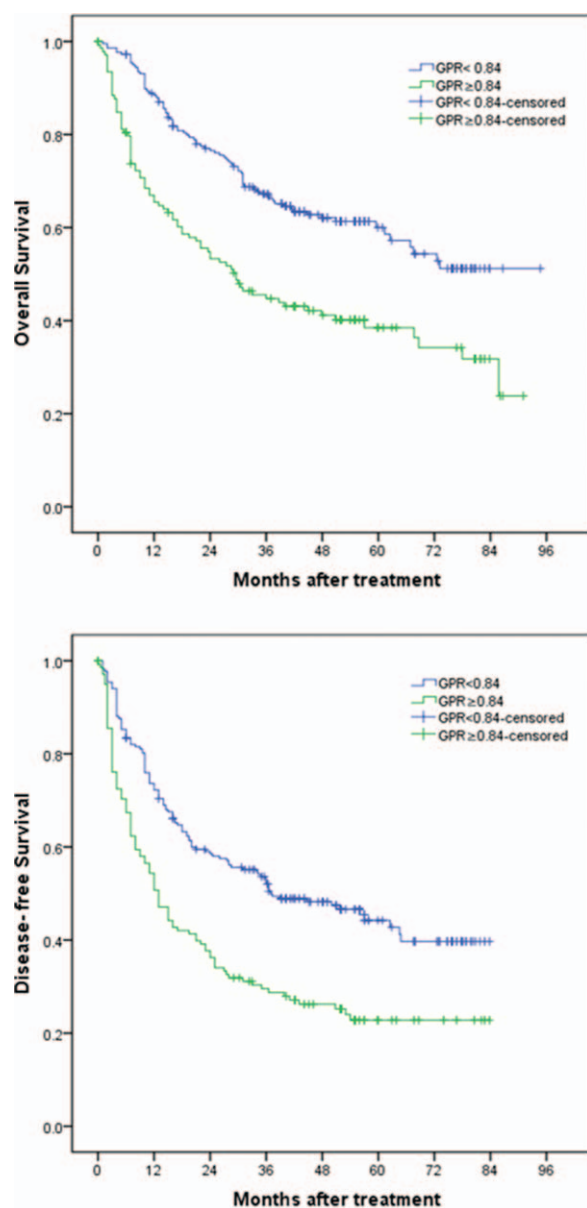 1.0
0.8
0.6
0.4
0.2
0.0
Overall Survival
GPR< 0.84
GPR≥0.84
GPR< 0.84-censored
GPR≥0.84-censored
0 12 24 36 48 60 72 84 96
Months after treatment
1.0
0.8
0.6
0.4
0.2
0.0
Disease- free Survival
GPR<0.84
GPR≥0.84
GPR<0.84-censored
GPR≥0.84-censored
0 12 24 36 48 60 72 84 96
Months after treatment